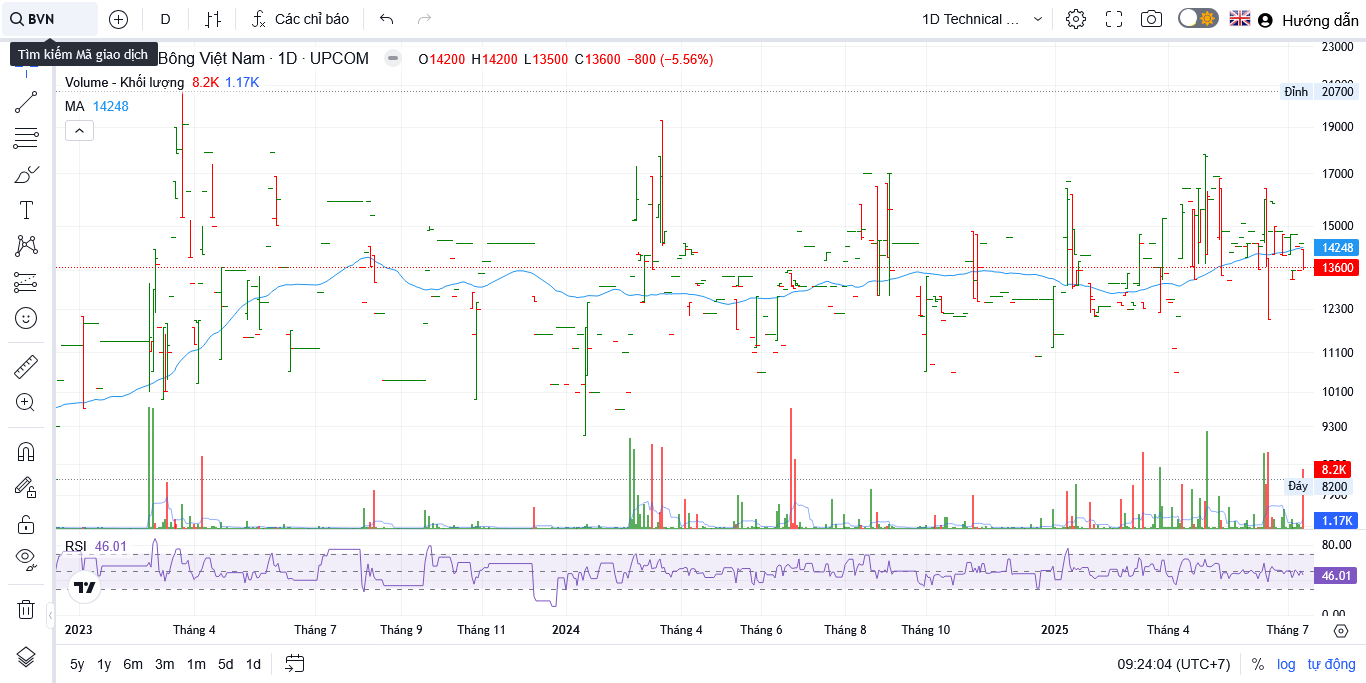 BVN
D
Các chỉ báo
1D Technical ...
Hướng dẫn
Tìm kiếm Mã giao dịch
Bông Việt Nam · 1D · UPCOM
O14200 H14200 L13500 C13600 −800 (−5.56%)
Volume - Khối lượng 8.2K 1.17K
MA 14248
23000
Đỉnh 20700
19000
17000
15000
14248
13600
12300
11100
10100
9300
8.2K
Đáy 8200
1.17K
RSI 46.01
80.00
46.01
0.00
2023 Tháng 4 Tháng 7 Tháng 9 Tháng 11 2024 Tháng 4 Tháng 6 Tháng 8 Tháng 10 2025 Tháng 4 Tháng 7
5y 1y 6m 3m 1m 5d 1d
09:24:04 (UTC+7) % log tự động